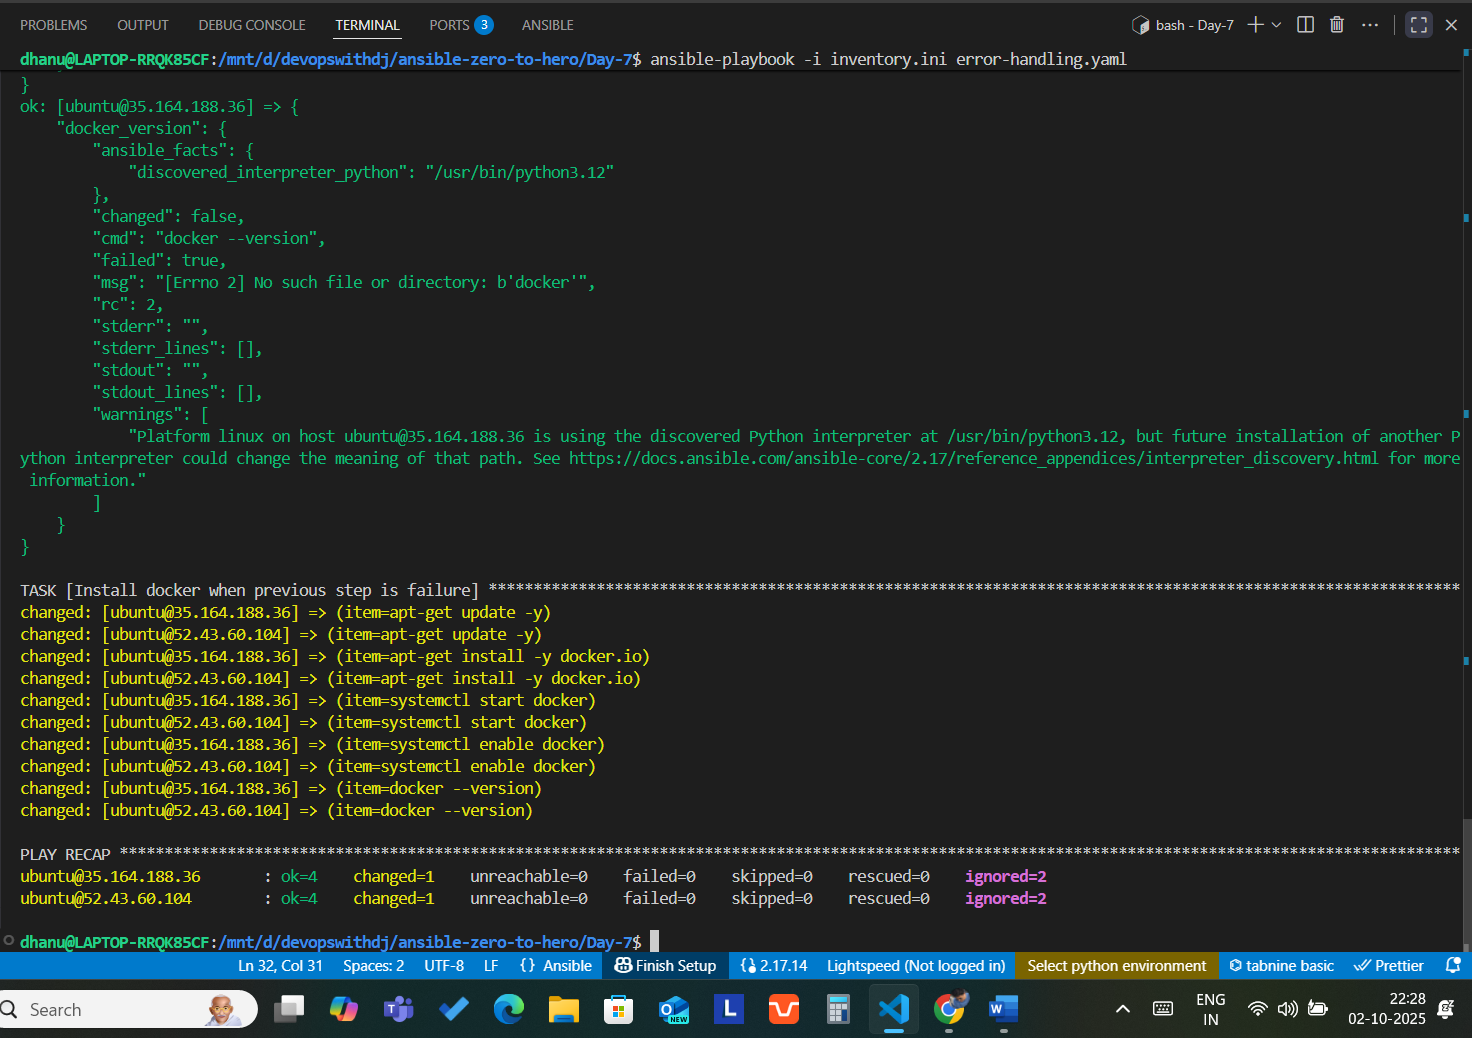 PROBLEMS OUTPUT DEBUG CONSOLE TERMINAL PORTS 3 ANSIBLE bash - Day-7
dhanu@LAPTOP-RRQK85CF:/mnt/d/devopswithdj/ansible-zero-to-hero/Day-7$ ansible-playbook -i inventory.ini error-handling.yaml
}
ok: [ubuntu@35.164.188.36] => {
    "docker_version": {
        "ansible_facts": {
            "discovered_interpreter_python": "/usr/bin/python3.12"
        },
        "changed": false,
        "cmd": "docker --version",
        "failed": true,
        "msg": "[Errno 2] No such file or directory: b'docker'",
        "rc": 2,
        "stderr": "",
        "stderr_lines": [],
        "stdout": "",
        "stdout_lines": [],
        "warnings": [
            "Platform linux on host ubuntu@35.164.188.36 is using the discovered Python interpreter at /usr/bin/python3.12, but future installation of another P
ython interpreter could change the meaning of that path. See https://docs.ansible.com/ansible-core/2.17/reference_appendices/interpreter_discovery.html for more
 information."
        ]
    }
}
TASK [Install docker when previous step is failure] ************************************************************************************************************
changed: [ubuntu@35.164.188.36] => (item=apt-get update -y)
changed: [ubuntu@52.43.60.104] => (item=apt-get update -y)
changed: [ubuntu@35.164.188.36] => (item=apt-get install -y docker.io)
changed: [ubuntu@52.43.60.104] => (item=apt-get install -y docker.io)
changed: [ubuntu@35.164.188.36] => (item=systemctl start docker)
changed: [ubuntu@52.43.60.104] => (item=systemctl start docker)
changed: [ubuntu@35.164.188.36] => (item=systemctl enable docker)
changed: [ubuntu@52.43.60.104] => (item=systemctl enable docker)
changed: [ubuntu@35.164.188.36] => (item=docker --version)
changed: [ubuntu@52.43.60.104] => (item=docker --version)
PLAY RECAP *****************************************************************************************************************************************************
ubuntu@35.164.188.36       : ok=4    changed=1    unreachable=0    failed=0    skipped=0    rescued=0    ignored=2
ubuntu@52.43.60.104        : ok=4    changed=1    unreachable=0    failed=0    skipped=0    rescued=0    ignored=2
dhanu@LAPTOP-RRQK85CF:/mnt/d/devopswithdj/ansible-zero-to-hero/Day-7$
Ln 32, Col 31 Spaces: 2 UTF-8 LF {} Ansible Finish Setup 2.17.14 Lightspeed (Not logged in) Select python environment tabnine basic Prettier
Search NEW ENG 22:28
IN 02-10-2025